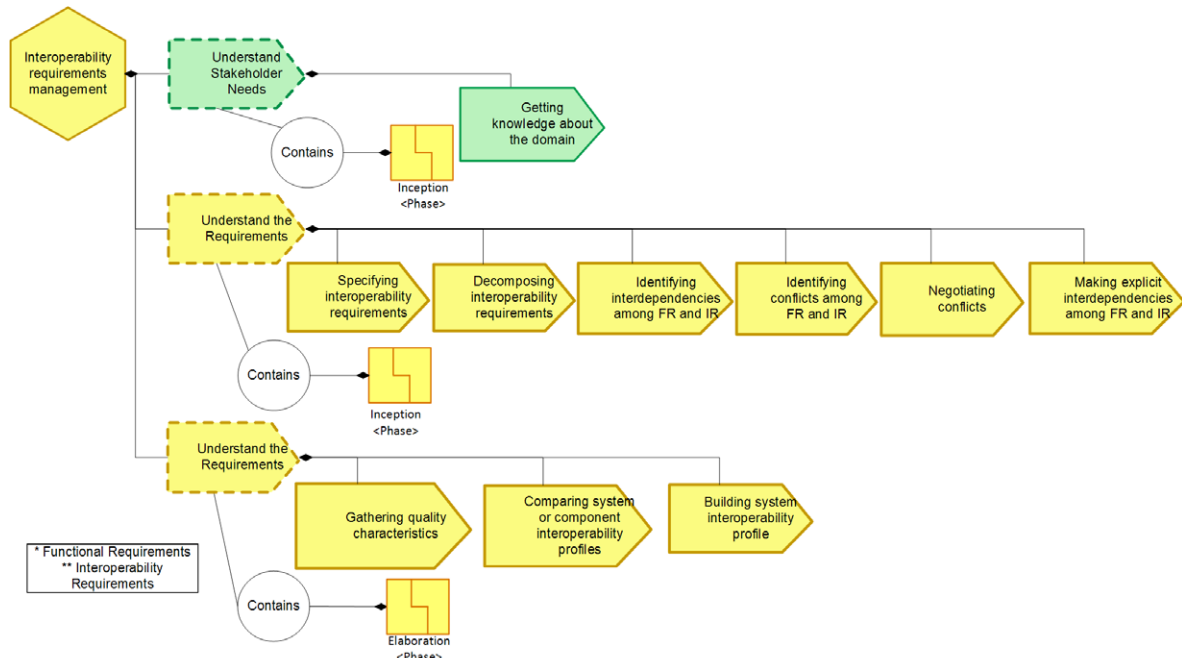 Interoperability
requirements
management
Understand
Stakeholder
Needs
Getting
knowledge about
the domain
Contains
Inception
<Phase>
Understand the
Requirements
Specifying
interoperability
requirements
Decomposing
interoperability
requirements
Identifying
interdependencies
among FR and IR
Identifying
conflicts among
FR and IR
Negotiating
conflicts
Making explicit
interdependencies
among FR and IR
Contains
Inception
<Phase>
Understand the
Requirements
Gathering quality
characteristics
Comparing system
or component
interoperability
profiles
Building system
interoperability
profile
* Functional Requirements
** Interoperability
Requirements
Contains
Elaboration
<Phase>